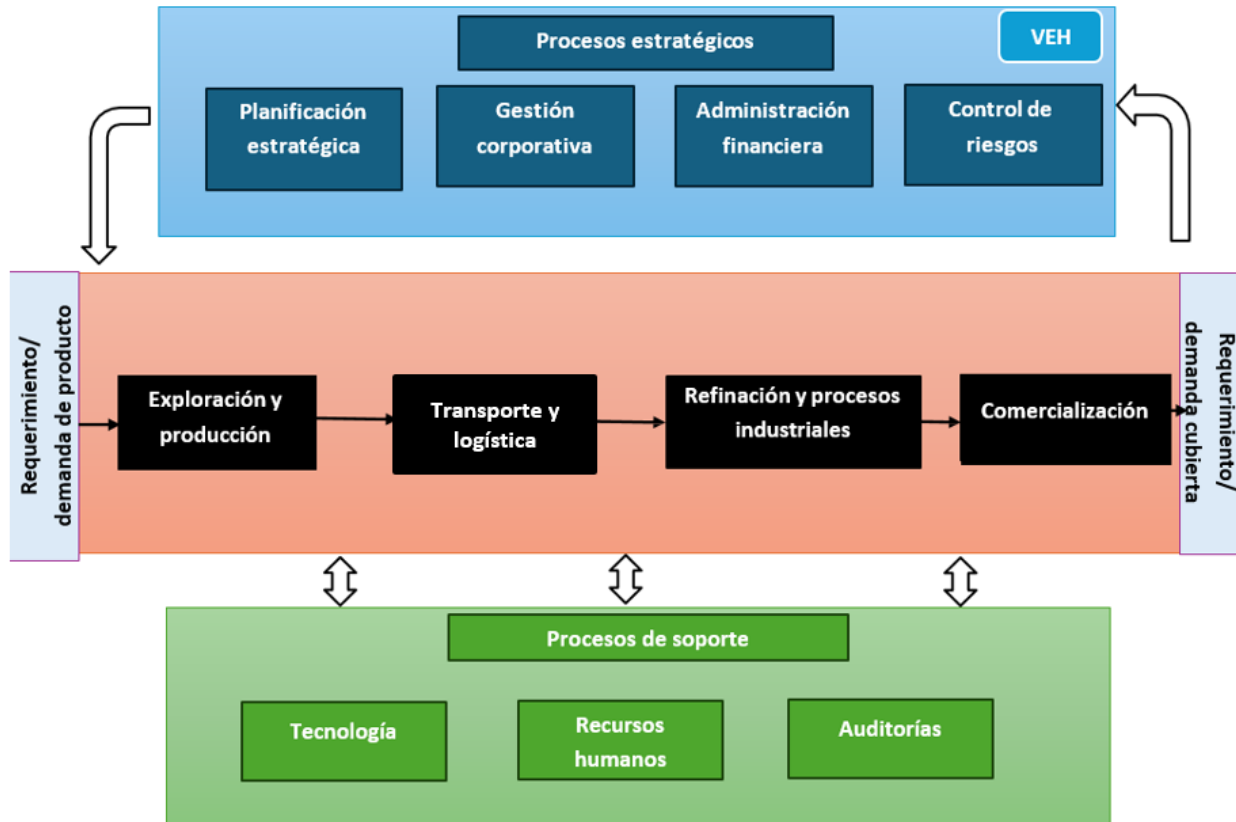 Procesos estratégicos
VEH
Planificación
estratégica
Gestión
corporativa
Administración
financiera
Control de
riesgos
Requerimiento/
demanda de producto
Exploración y
producción
Transporte y
logística
Refinación y procesos
industriales
Comercialización
Requerimiento/
demanda cubierta
Procesos de soporte
Tecnología
Recursos
humanos
Auditorías